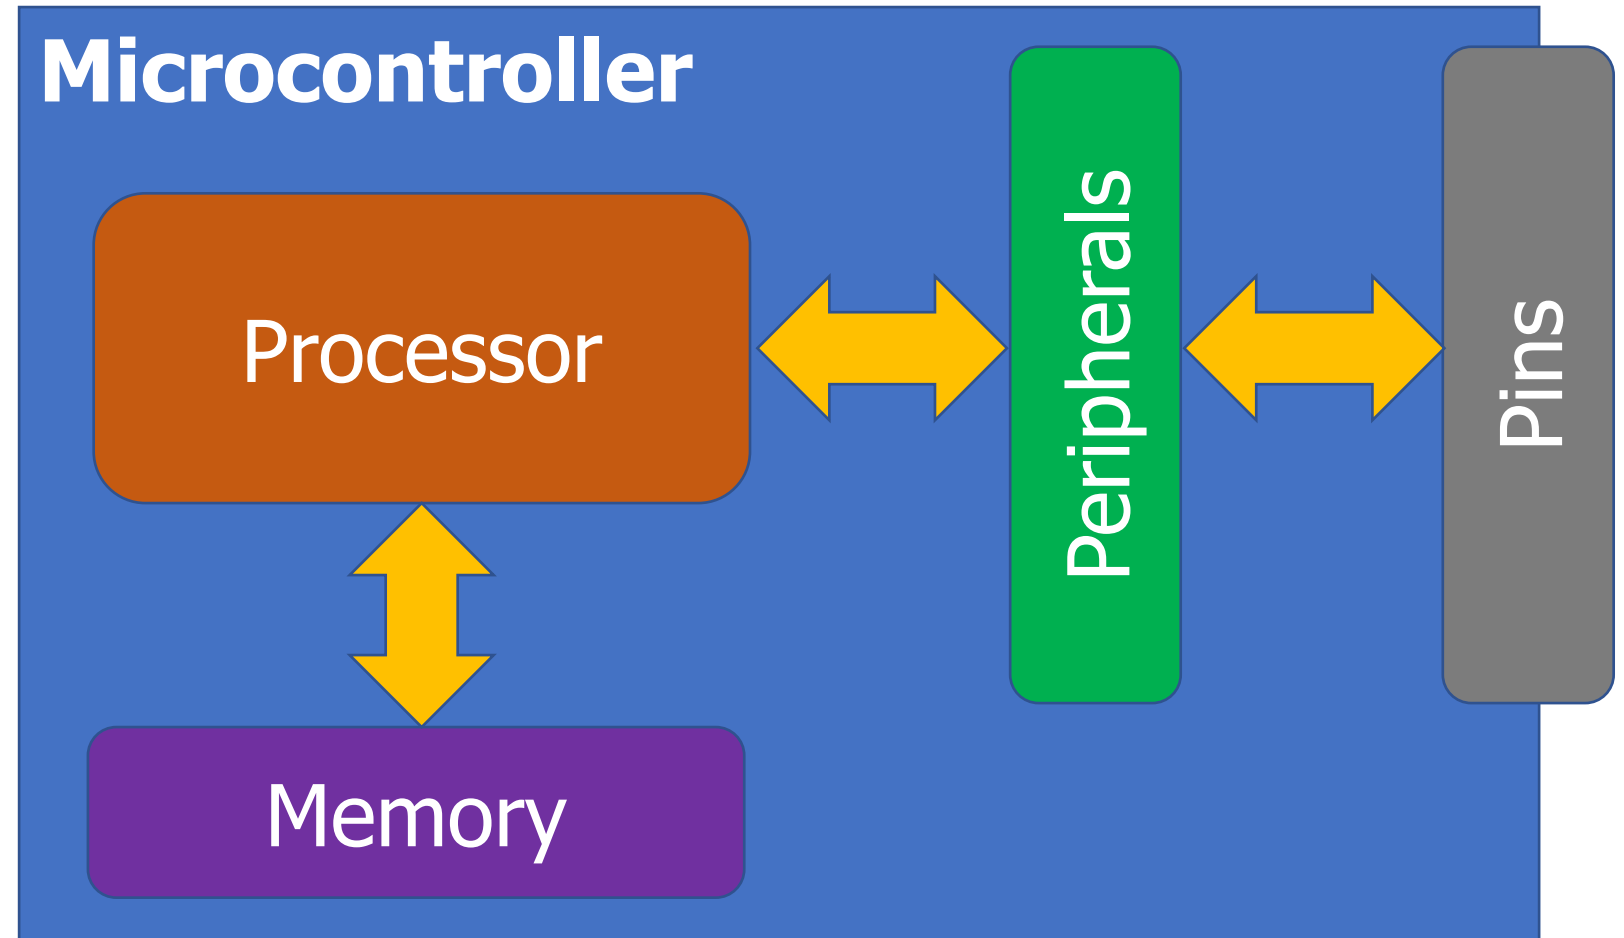 Microcontroller
Processor
Peripherals
Pins
Memory